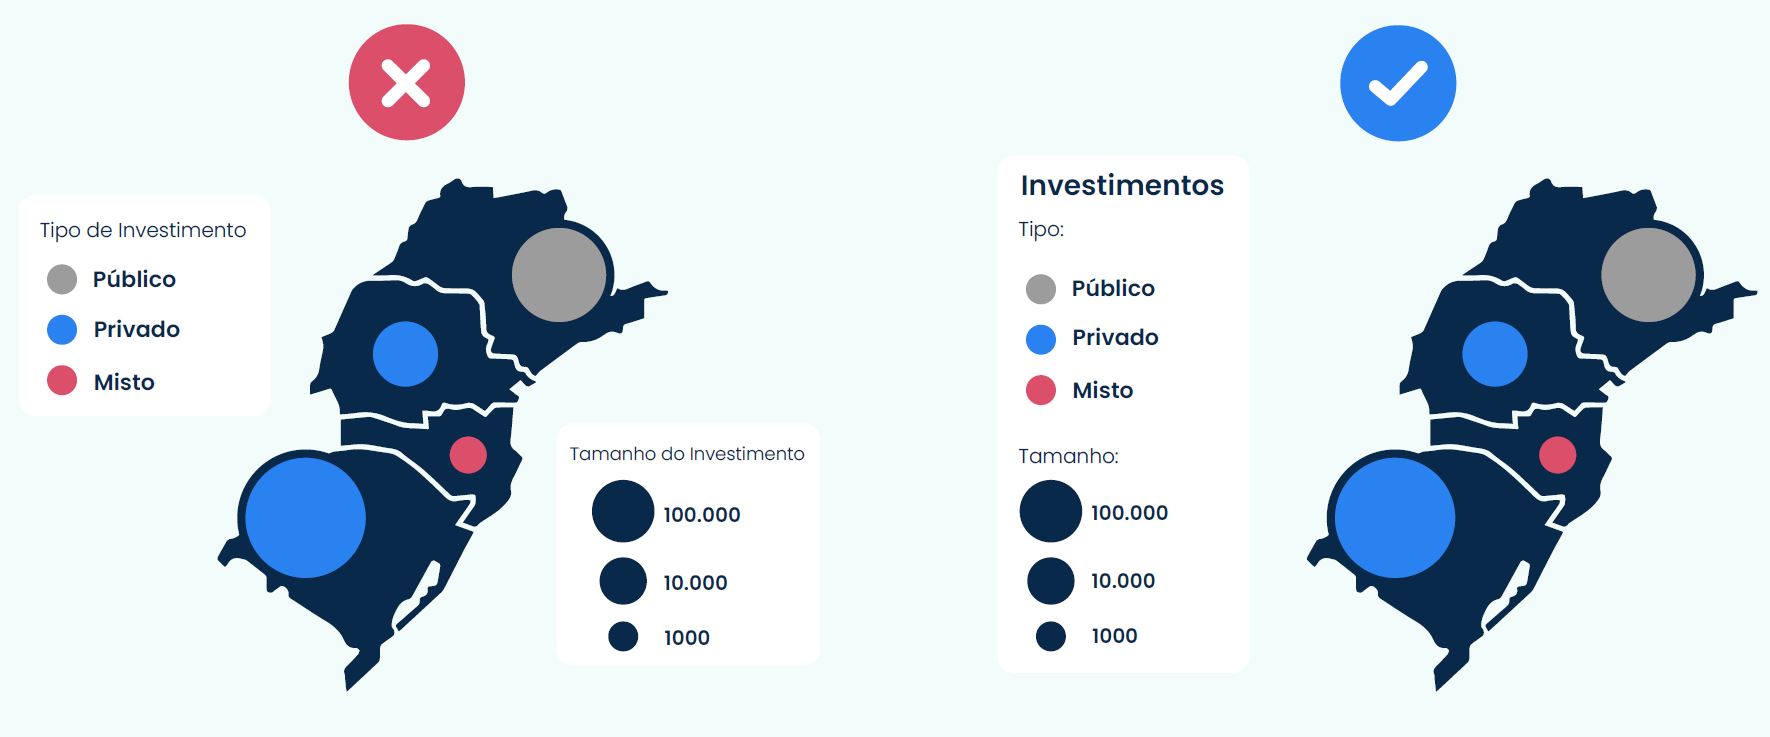 Tipo de Investimento
Público
Privado
Misto
Tamanho do Investimento
100.000
10.000
1000
Investimentos
Tipo:
Público
Privado
Misto
Tamanho:
100.000
10.000
1000